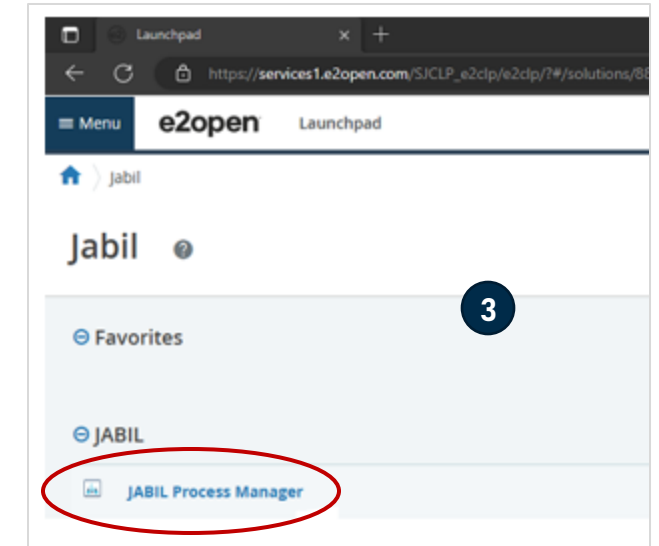 Launchpad
https://services1.e2open.com/SJCLP_e2clp/e2clp/?#/solutions/88
Menu e2open Launchpad
Jabil
Jabil
3
Favorites
JABIL
JABIL Process Manager